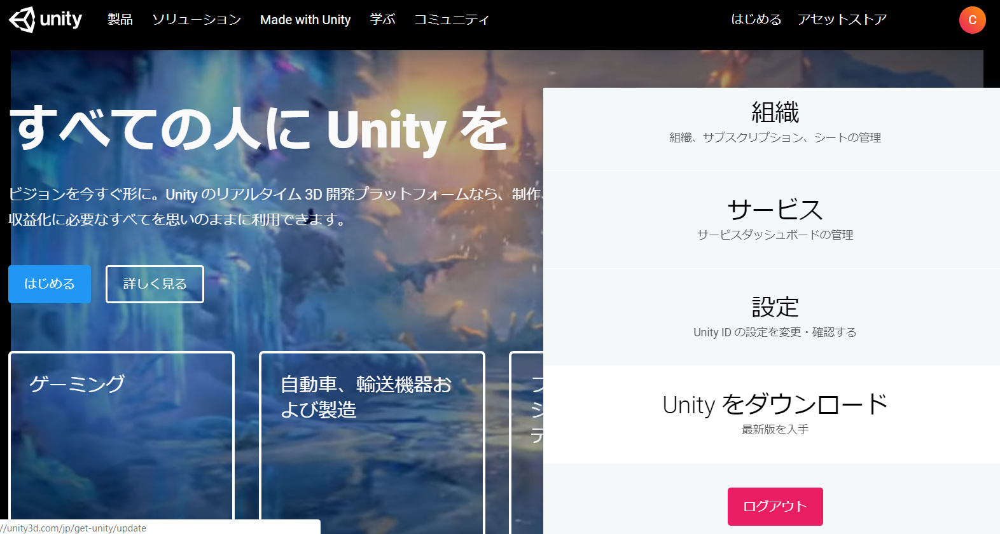 unity 製品 ソリューション Made with Unity 学ぶ コミュニティ はじめる アセットストア C
すべての人に Unity を
ビジョンを今すぐ形に。Unity のリアルタイム 3D 開発プラットフォームなら、制作、
収益化に必要なすべてを思いのままに利用できます。
はじめる 詳しく見る
ゲーミング
自動車、輸送機器お
よび製造
組織
組織、サブスクリプション、シートの管理
サービス
サービスダッシュボードの管理
設定
Unity ID の設定を変更・確認する
Unity をダウンロード
最新版を入手
ログアウト
//unity3d.com/jp/get-unity/update